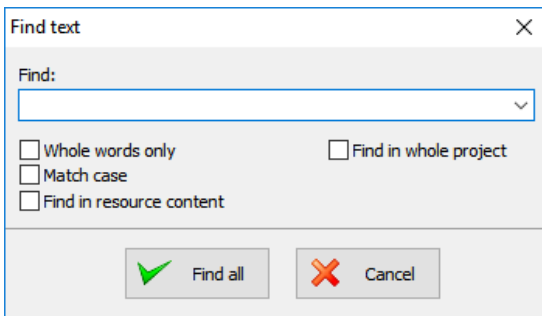 Find text
Find:
Whole words only
Find in whole project
Match case
Find in resource content
Find all
Cancel